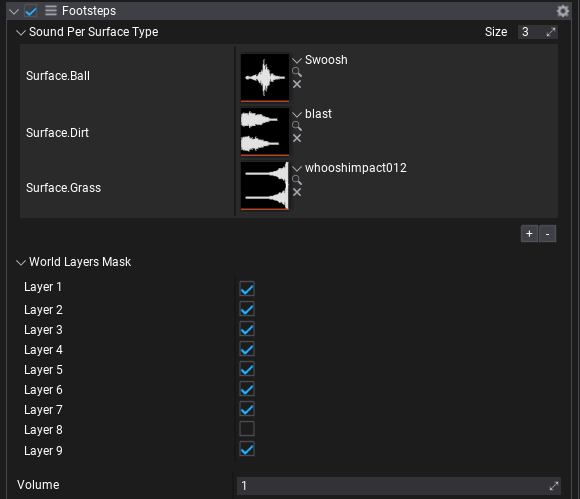 Footsteps
Sound Per Surface Type Size 3
Surface.Ball Swoosh
Surface.Dirt blast
Surface.Grass whooshimpact012
+ -
World Layers Mask
Layer 1
Layer 2
Layer 3
Layer 4
Layer 5
Layer 6
Layer 7
Layer 8
Layer 9
Volume 1